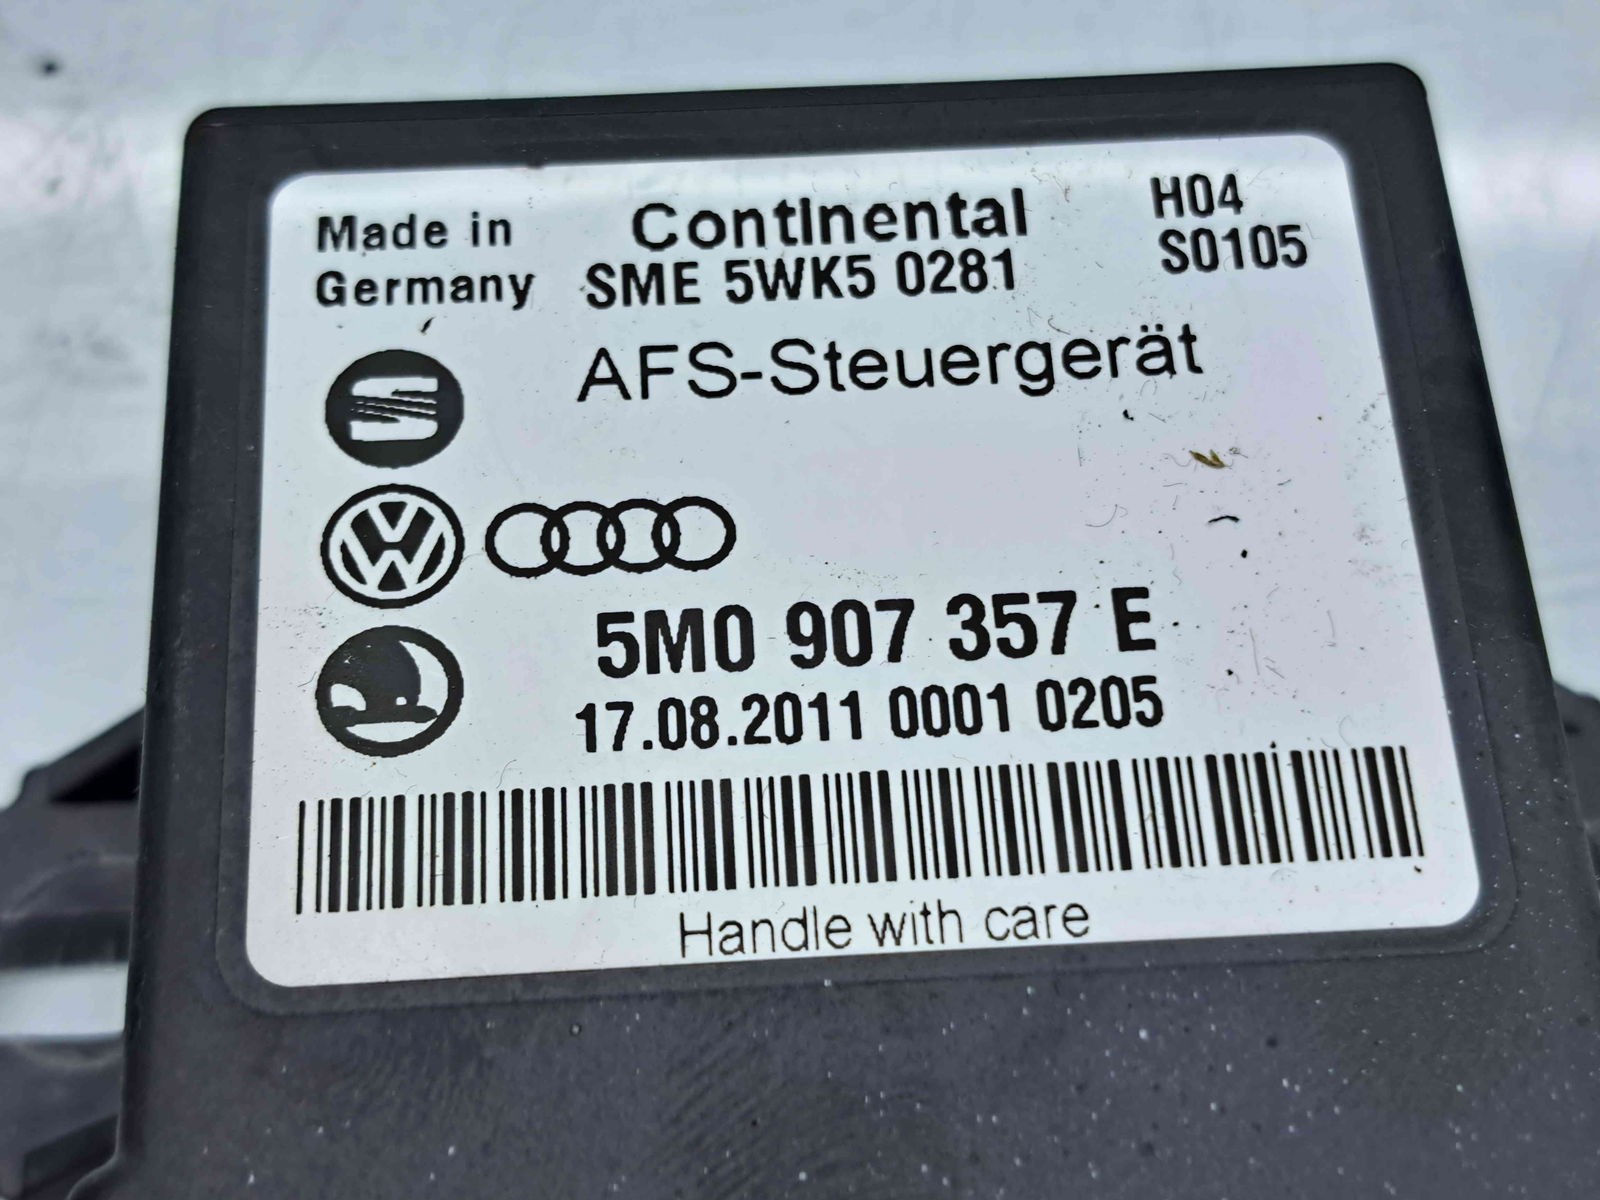 Made in
Germany
Continental
SME 5WK5 0281
H04
S0105
AFS-Steuergerät
5M0 907 357 E
17.08.2011 0001 0205
Handle with care